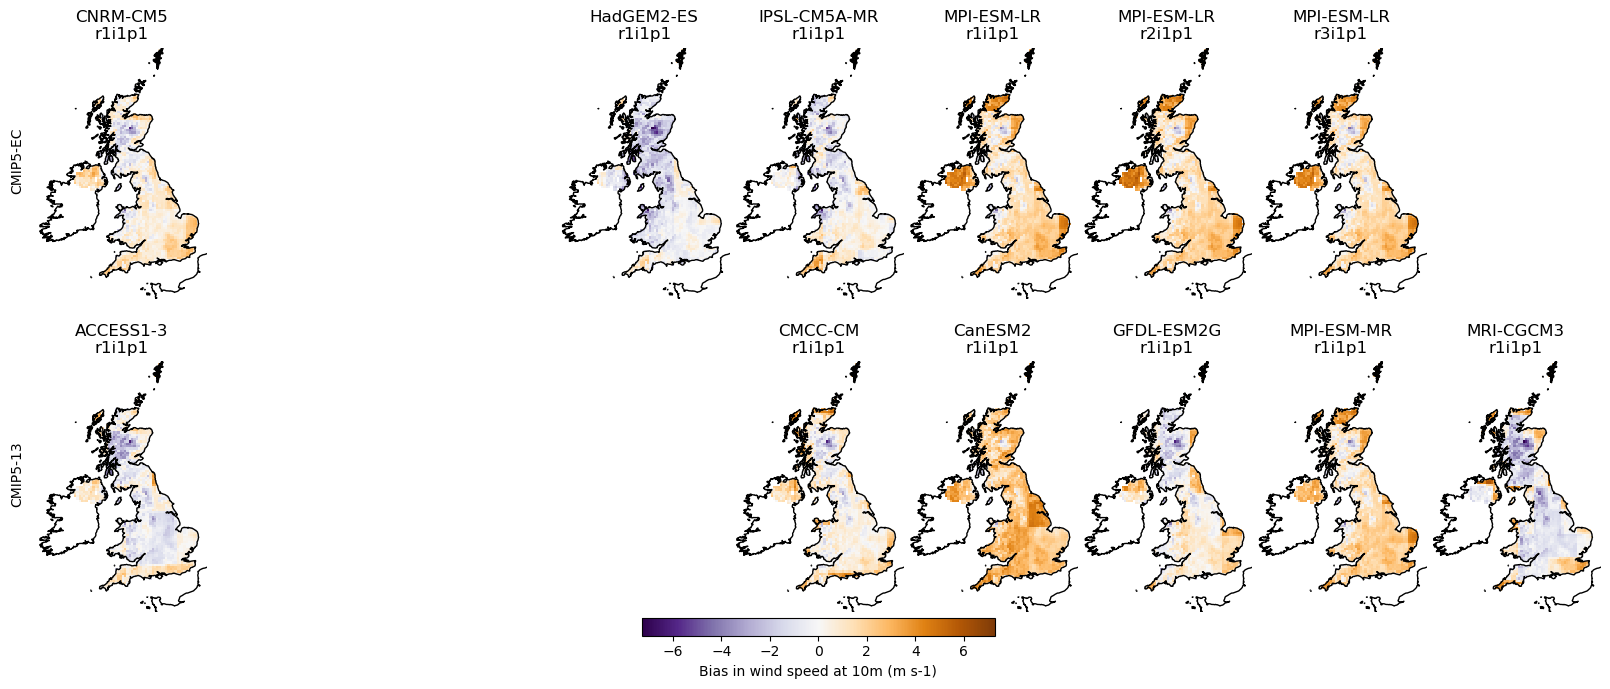 CNRM-CM5
r1i1p1
HadGEM2-ES
r1i1p1
IPSL-CM5A-MR
r1i1p1
MPI-ESM-LR
r1i1p1
MPI-ESM-LR
r2i1p1
MPI-ESM-LR
r3i1p1
CMIP5-EC
ACCESS1-3
r1i1p1
CMCC-CM
r1i1p1
CanESM2
r1i1p1
GFDL-ESM2G
r1i1p1
MPI-ESM-MR
r1i1p1
MRI-CGCM3
r1i1p1
CMIP5-13
−6 −4 −2 0 2 4 6
Bias in wind speed at 10m (m s-1)